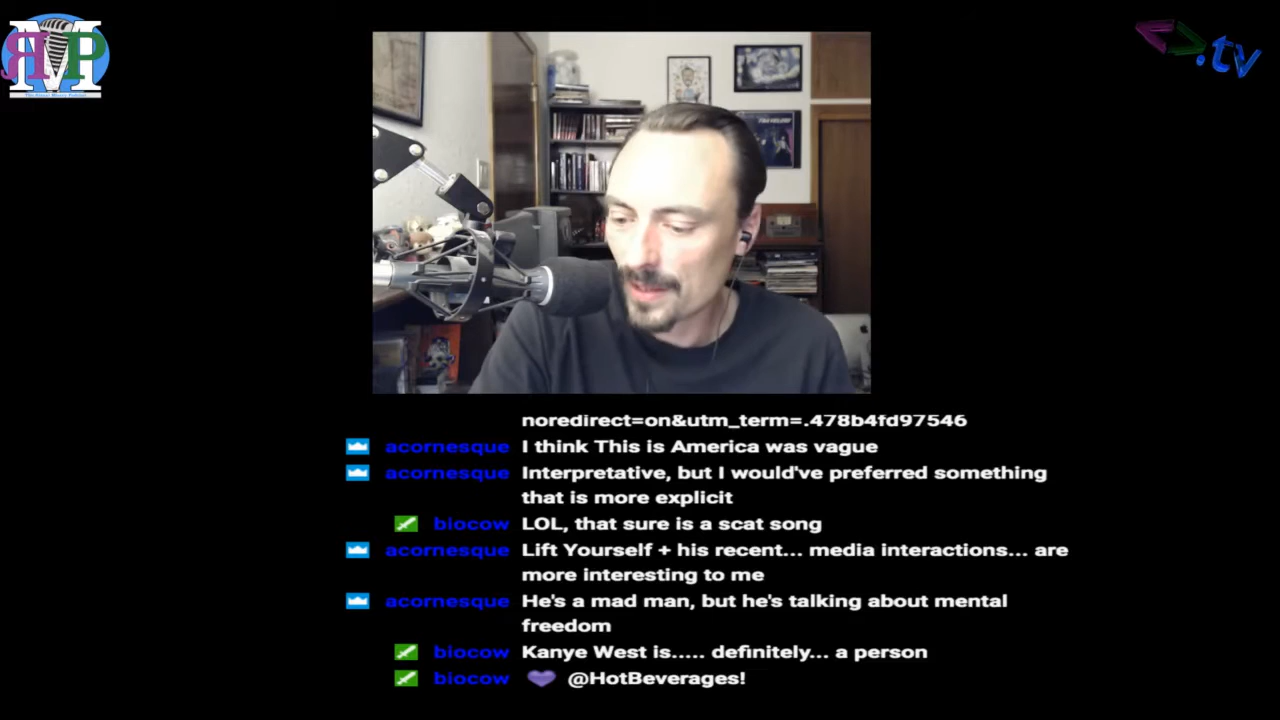 RMP
.tv
noredirect=on&utm_term=.478b4fd97546
acornesque I think This is America was vague
acornesque Interpretative, but I would've preferred something
that is more explicit
biocow LOL, that sure is a scat song
acornesque Lift Yourself + his recent... media interactions... are
more interesting to me
acornesque He's a mad man, but he's talking about mental
freedom
biocow Kanye West is..... definitely... a person
biocow @HotBeverages!